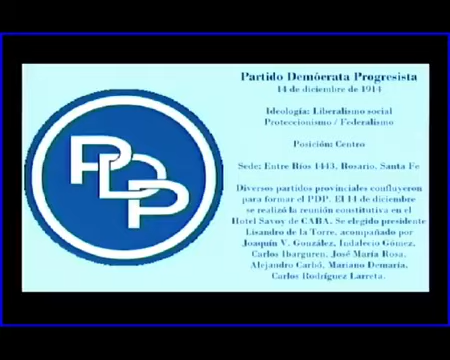 PDP
Partido Demócrata Progresista
14 de diciembre de 1914
Ideología: Liberalismo social
Proteccionismo / Federalismo
Posición: Centro
Sede: Entre Ríos 1443, Rosario, Santa Fe
Diversos partidos provinciales confluyeron
para formar el PDP. El 14 de diciembre
se realizó la reunión constitutiva en el
Hotel Savoy de CABA. Se elegido presidente
Lisandro de la Torre, acompañado por
Joaquín V. González, Indalecio Gómez,
Carlos Ibarguren, José María Rosa,
Alejandro Carbó, Mariano Demaría,
Carlos Rodríguez Larreta.